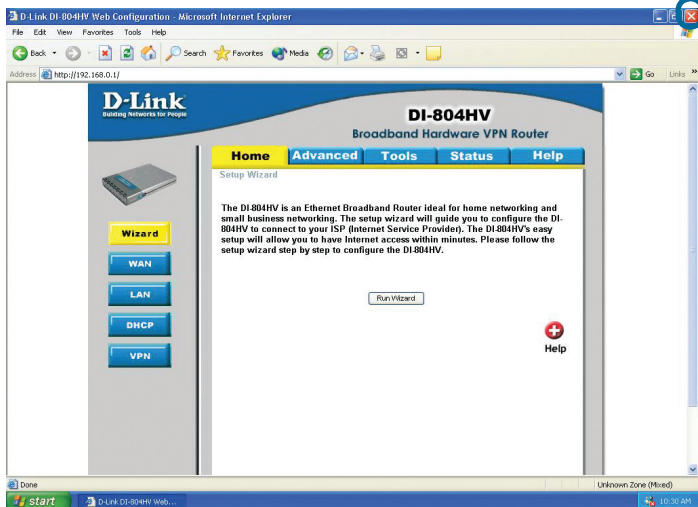 D-Link DI-804HV Web Configuration - Microsoft Internet Explorer
File Edit View Favorites Tools Help
Back Search Favorites Media
Address http://192.168.0.1/ Go Links »
D-Link
Building Networks for People
DI-804HV
Broadband Hardware VPN Router
Home Advanced Tools Status Help
Setup Wizard
The DI-804HV is an Ethernet Broadband Router ideal for home networking and
small business networking. The setup wizard will guide you to configure the DI-
804HV to connect to your ISP (Internet Service Provider). The DI-804HV's easy
setup will allow you to have Internet access within minutes. Please follow the
setup wizard step by step to configure the DI-804HV.
Wizard
WAN
LAN
DHCP
VPN
Run Wizard
Help
Done Unknown Zone (Mixed)
start D-Link DI-804HV Web... 10:30 AM